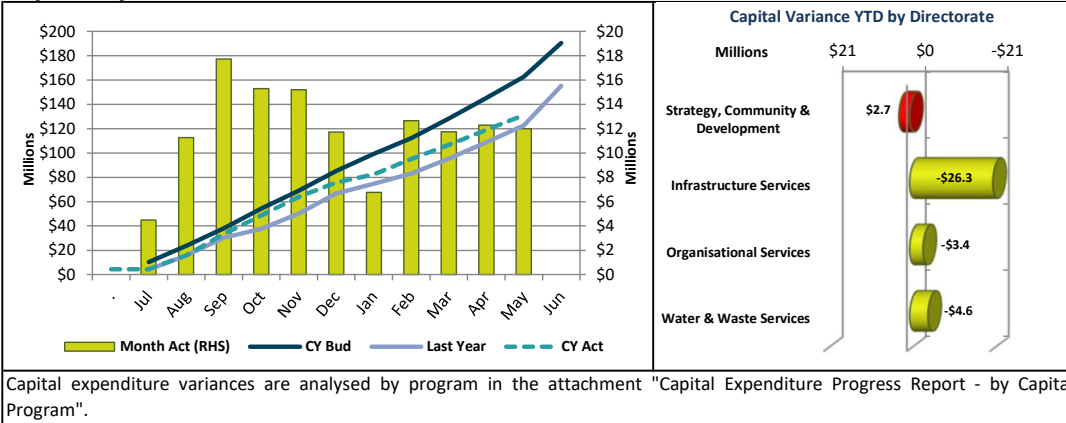 Millions
$200
$180
$160
$140
$120
$100
$80
$60
$40
$20
$0
$20
$18
$16
$14
$12
$10
$8
$6
$4
$2
$0
Millions
. Jul Aug Sep Oct Nov Dec Jan Feb Mar Apr May Jun
Month Act (RHS) CY Bud Last Year CY Act
Capital Variance YTD by Directorate
Millions $21 $0 -$21
Strategy, Community &
Development
$2.7
Infrastructure Services -$26.3
Organisational Services -$3.4
Water & Waste Services -$4.6
Capital expenditure variances are analysed by program in the attachment "Capital Expenditure Progress Report - by Capita
Program".